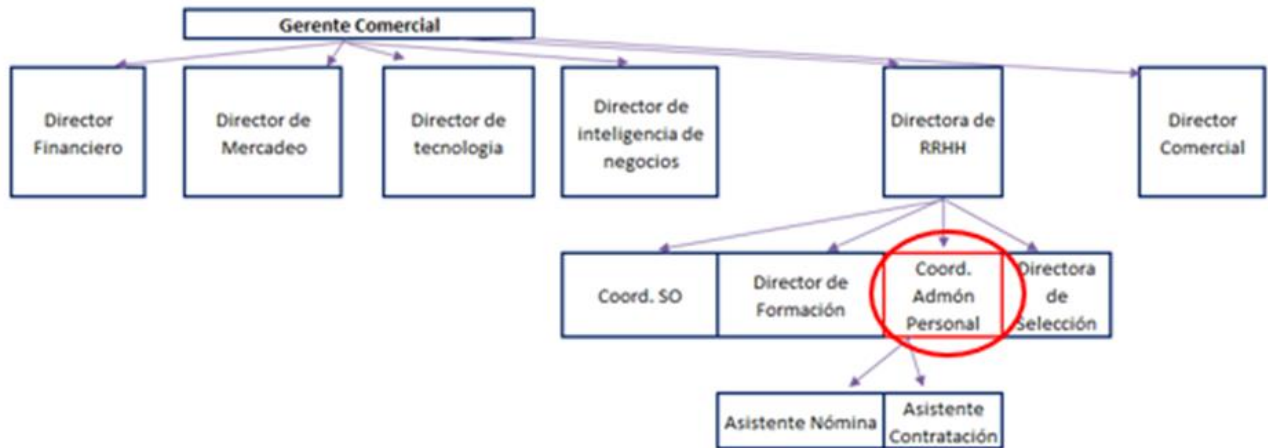 Gerente Comercial
Director
Financiero
Director de
Mercadeo
Director de
tecnología
Director de
inteligencia de
negocios
Directora de
RRHH
Director
Comercial
Coord. SO
Director de
Formación
Coord.
Admón
Personal
Directora
de
Selección
Asistente Nómina
Asistente
Contratación